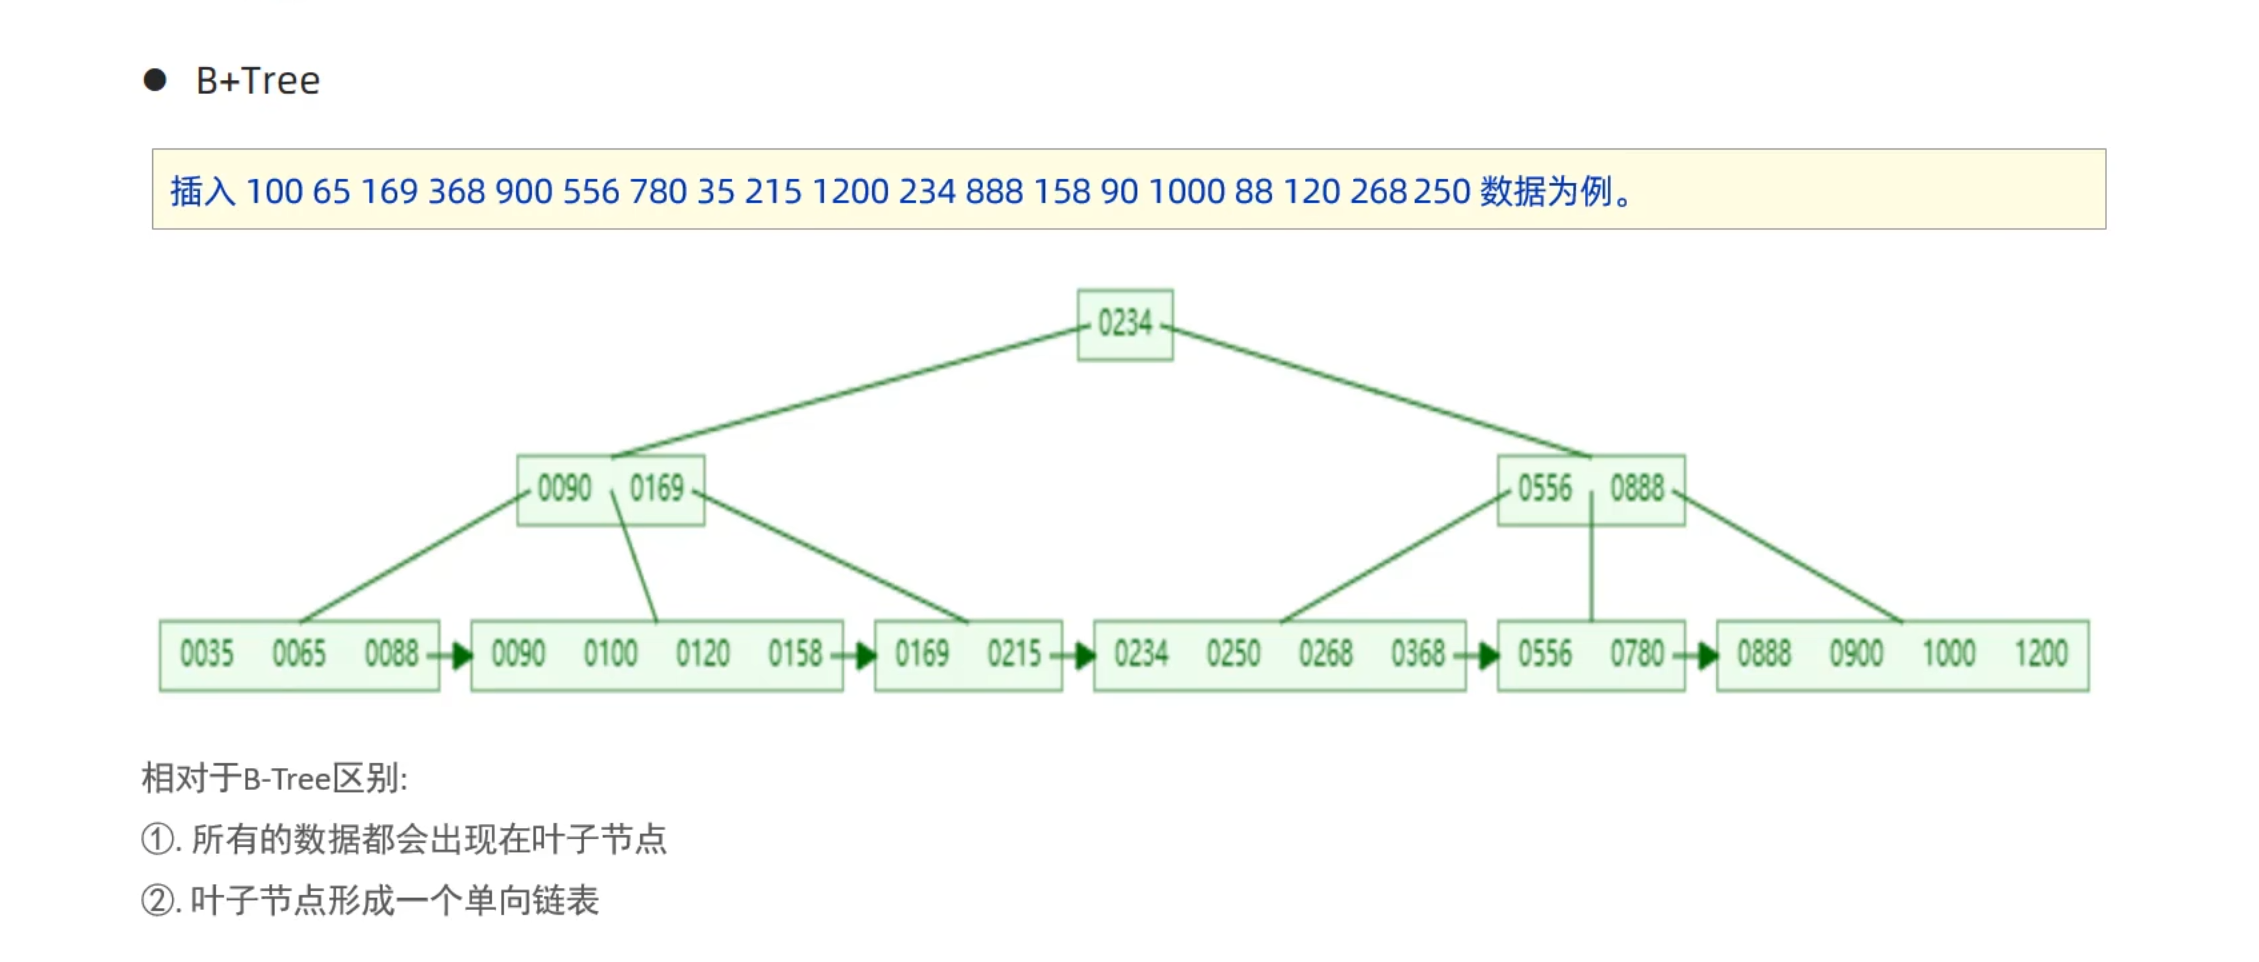 ● B+Tree
插入 100 65 169 368 900 556 780 35 215 1200 234 888 158 90 1000 88 120 268 250 数据为例。
0234
0090 0169 0556 0888
0035 0065 0088 0090 0100 0120 0158 0169 0215 0234 0250 0268 0368 0556 0780 0888 0900 1000 1200
相对于B-Tree区别:
①. 所有的数据都会出现在叶子节点
②. 叶子节点形成一个单向链表